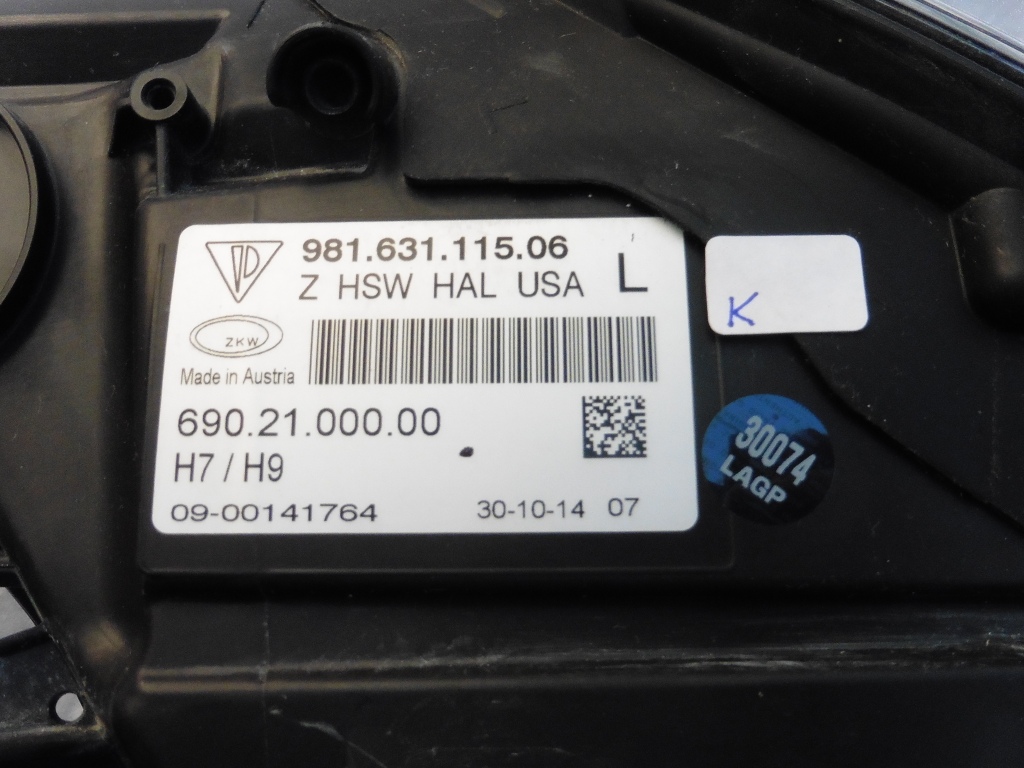 981.631.115.06
Z HSW HAL USA L
ZKW
Made in Austria
690.21.000.00
H7 / H9
09-00141764 30-10-14 07
K
30074
LAGP